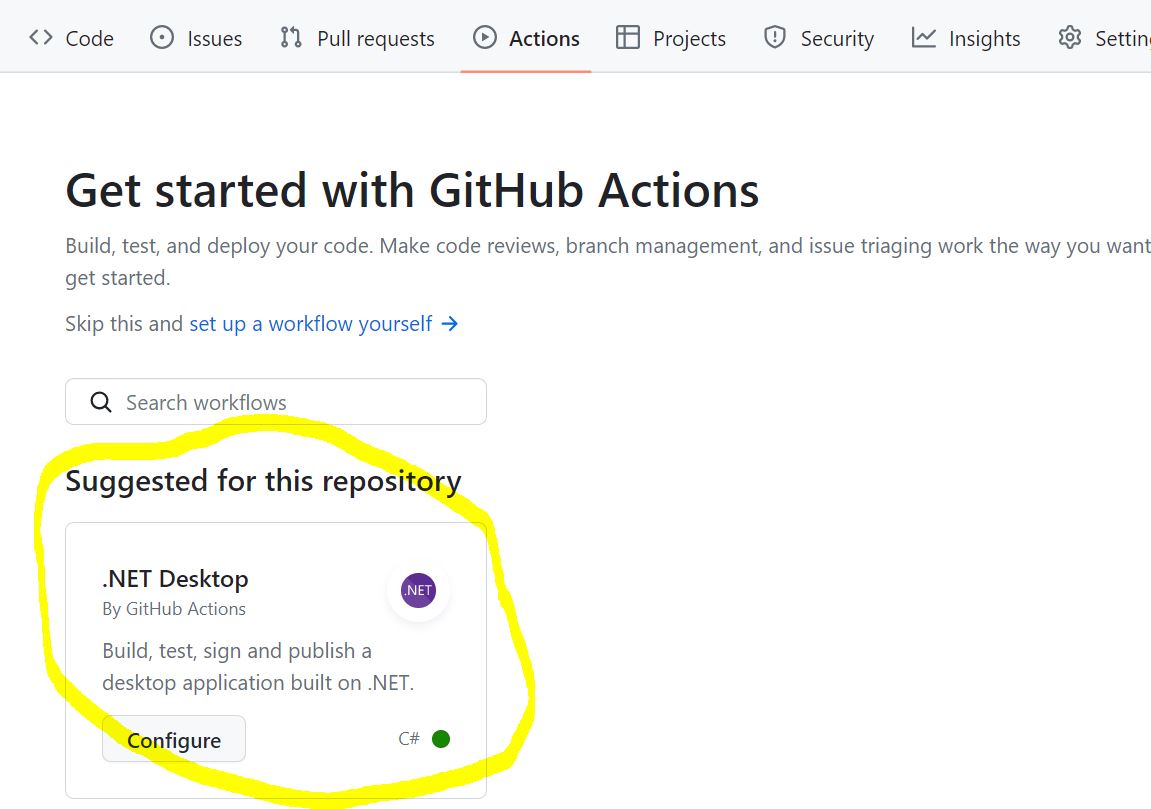 Code Issues Pull requests Actions Projects Security Insights
Get started with GitHub Actions
Build, test, and deploy your code. Make code reviews, branch management, and issue triaging work the way you want
get started.
Skip this and set up a workflow yourself →
Search workflows
Suggested for this repository
.NET Desktop
.NET
By GitHub Actions
Build, test, sign and publish a
desktop application built on .NET.
Configure C#